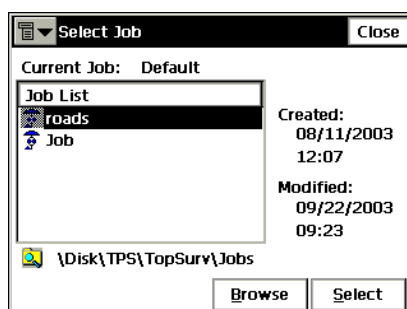 Select Job
Close
Current Job: Default
Job List
roads
Job
Created:
08/11/2003
12:07
Modified:
09/22/2003
09:23
\Disk\TPS\TopSurv\Jobs
Browse
Select